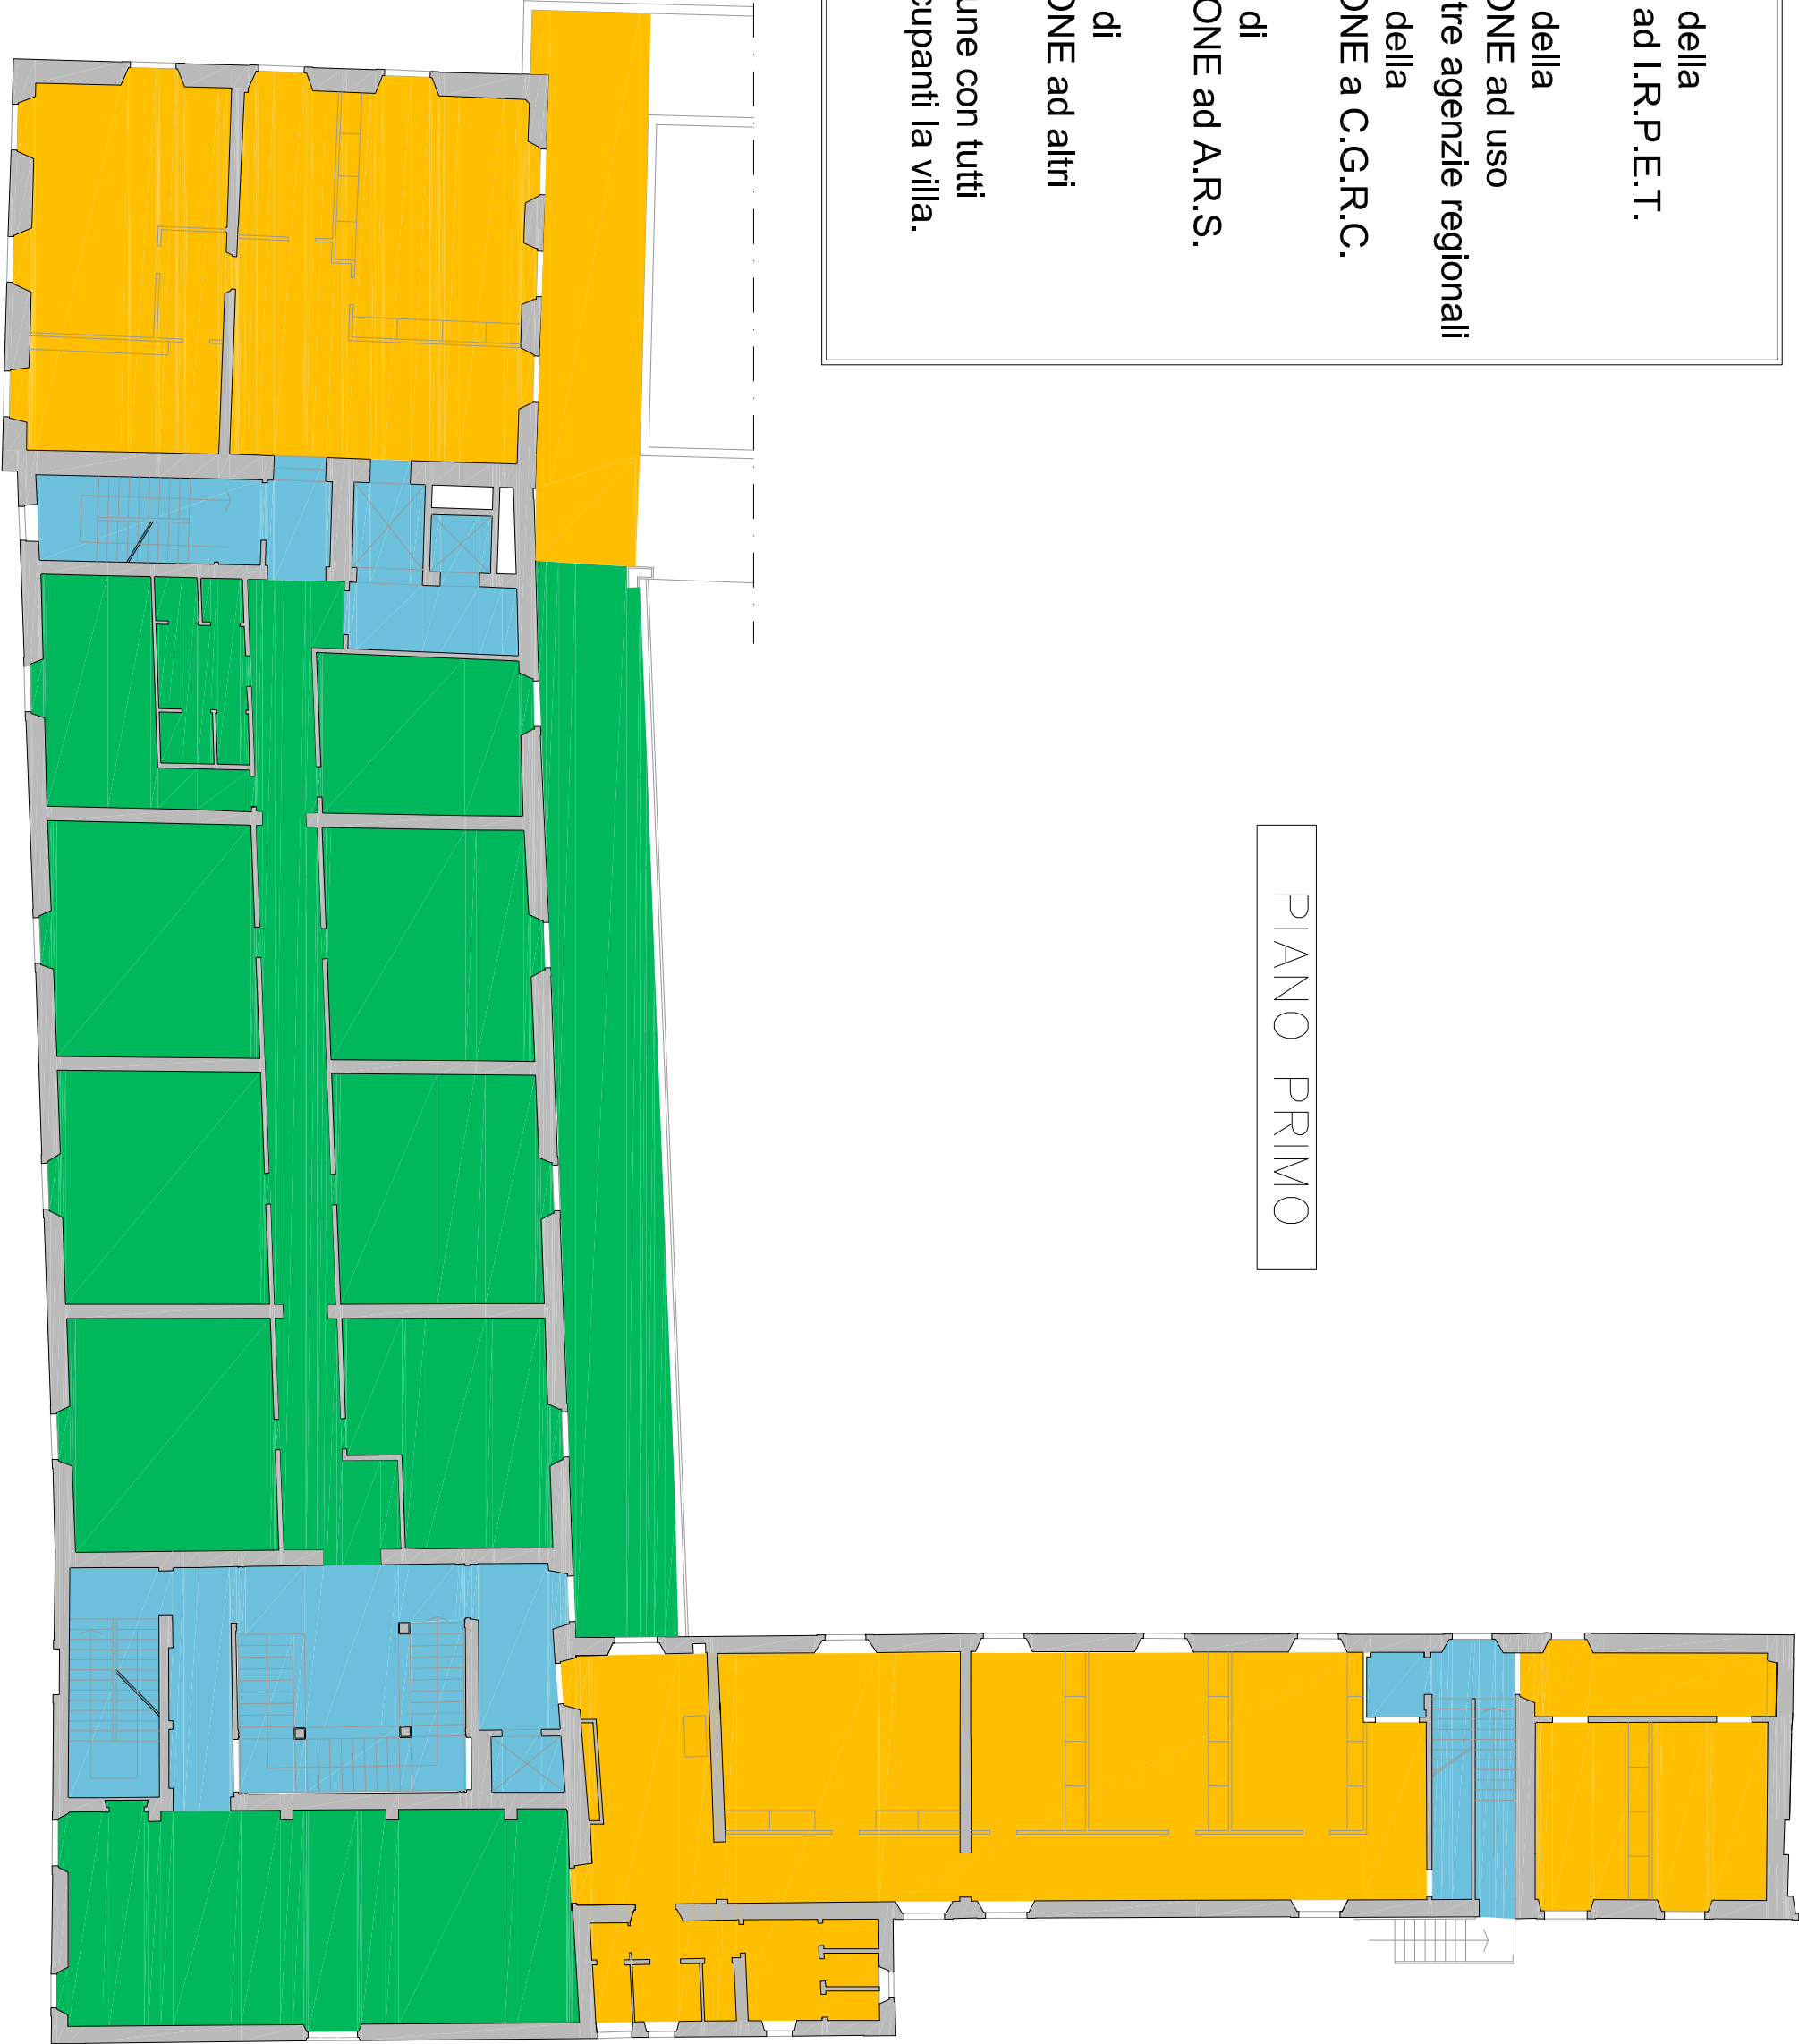 della
ad I.R.P.E.T.
della
ONE ad uso
tre agenzie regionali
della
ONE a C.G.R.C.
di
ONE ad A.R.S.
di
ONE ad altri
une con tutti
cupanti la villa.
PIANO PRIMO